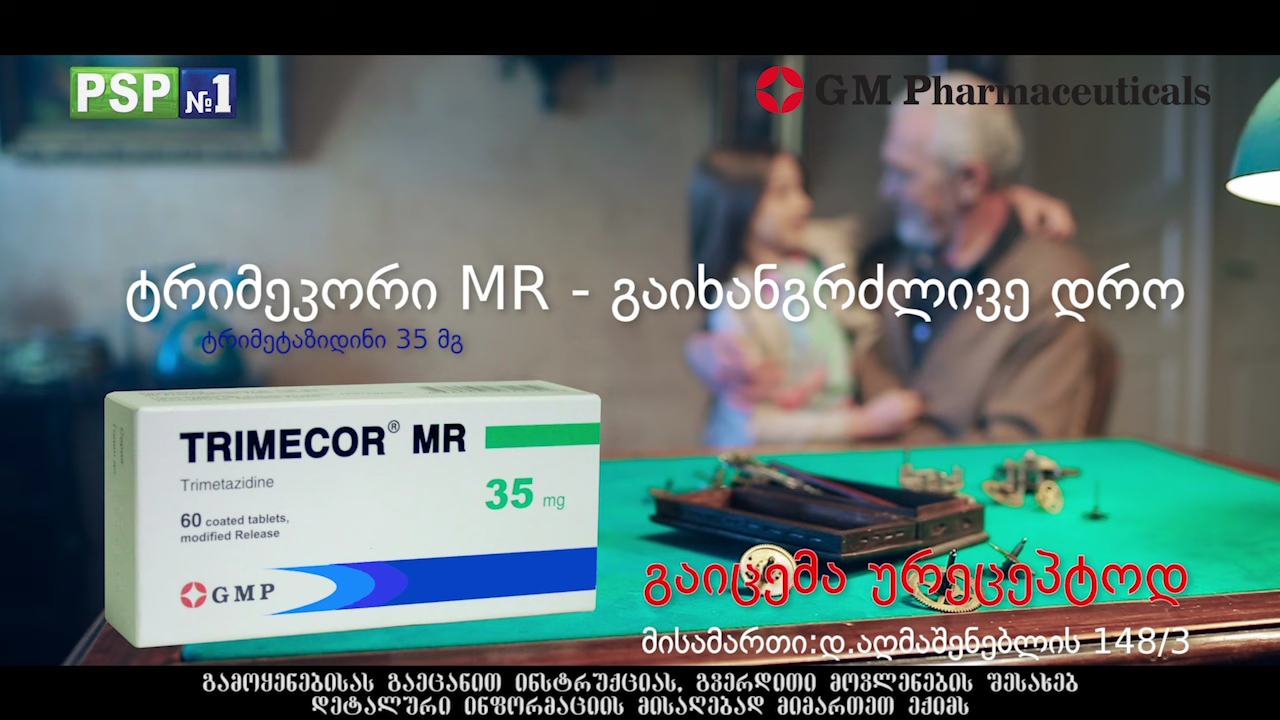 PSP №1
GM Pharmaceuticals
ტრიმეკორი MR - გაიხანგრძლივე დრო
ტრიმეტაზიდინი 35 მგ
TRIMECOR® MR
Trimetazidine
35 mg
60 coated tablets,
modified Release
GMP
გაიცემა ურეცეპტოდ
მისამართი:დ.აღმაშენებლის 148/3
გამოყენებისას გაეცანით ინსტრუქციას, გვერდითი მოვლენების შესახებ
დეტალური ინფორმაციის მისაღებად მიმართეთ ექიმს